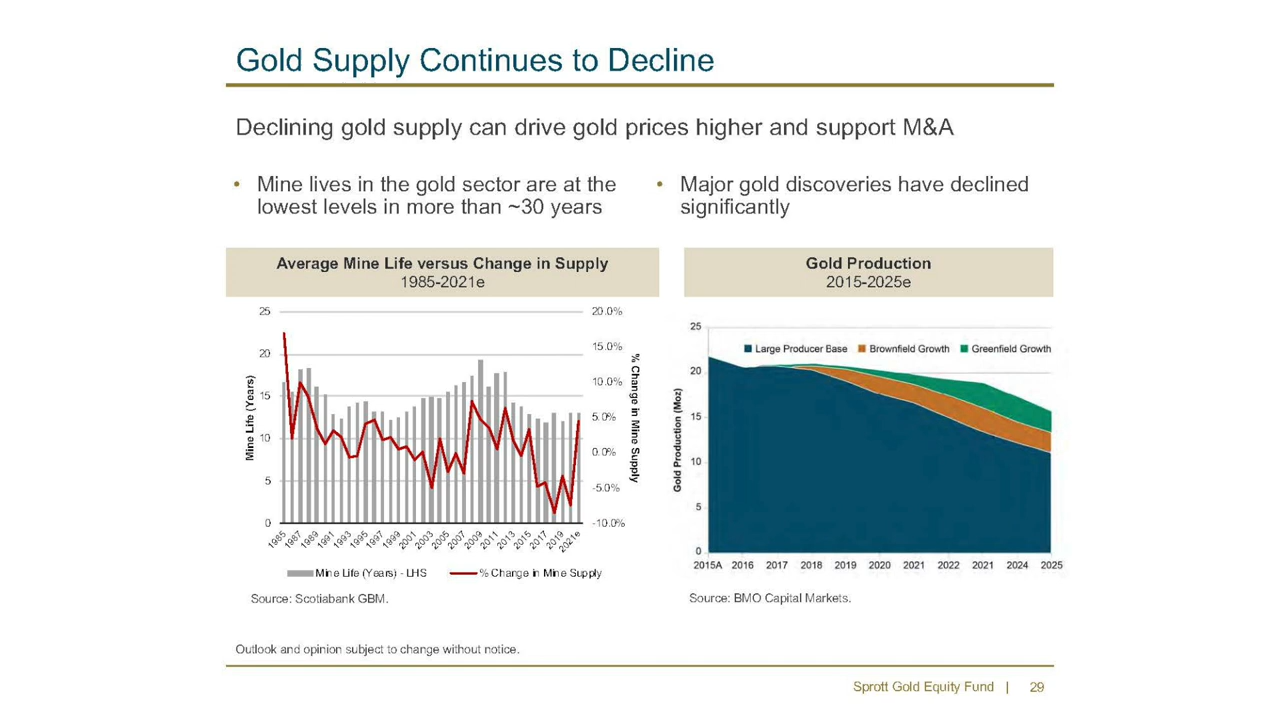 Gold Supply Continues to Decline
Declining gold supply can drive gold prices higher and support M&A
• Mine lives in the gold sector are at the
lowest levels in more than ~30 years
• Major gold discoveries have declined
significantly
Average Mine Life versus Change in Supply
1985-2021e
25
20
15
10
5
0
Mine Life (Years)
20.0%
15.0%
10.0%
5.0%
0.0%
-5.0%
-10.0%
% Change in Mine Supply
1985 1987 1989 1991 1993 1995 1997 1999 2001 2003 2005 2007 2009 2011 2013 2015 2017 2019 2021e
Mine Life (Years) - LHS % Change in Mine Supply
Source: Scotiabank GBM.
Gold Production
2015-2025e
25
20
15
10
5
0
Gold Production (Moz)
Large Producer Base Brownfield Growth Greenfield Growth
2015A 2016 2017 2018 2019 2020 2021 2022 2021 2024 2025
Source: BMO Capital Markets.
Outlook and opinion subject to change without notice.
Sprott Gold Equity Fund | 29